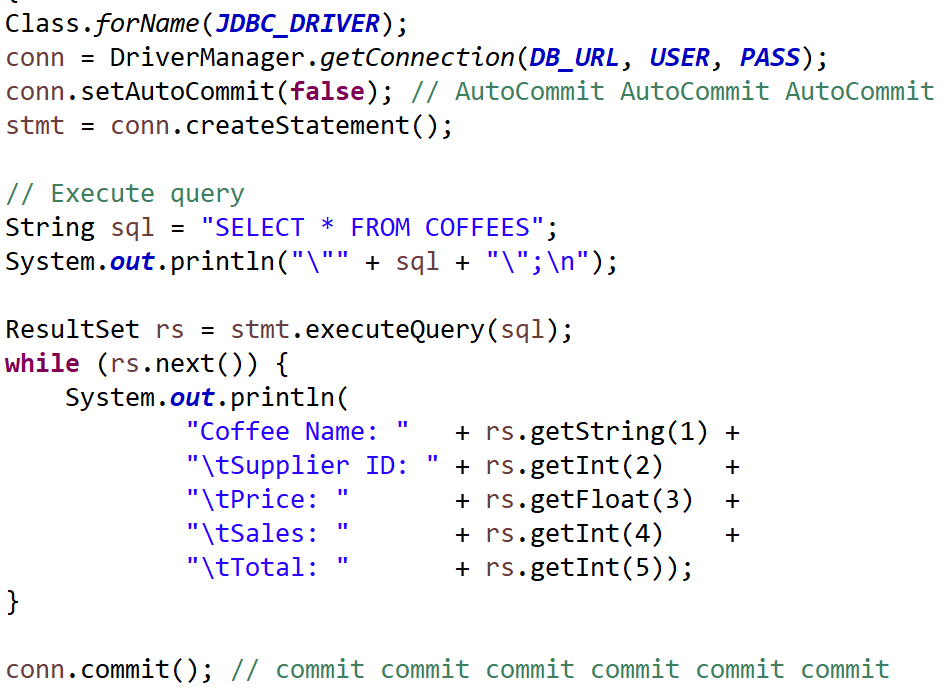 {
Class.forName(JDBC_DRIVER);
conn = DriverManager.getConnection(DB_URL, USER, PASS);
conn.setAutoCommit(false); // AutoCommit AutoCommit AutoCommit
stmt = conn.createStatement();

// Execute query
String sql = "SELECT * FROM COFFEES";
System.out.println("\"" + sql + "\";\n");

ResultSet rs = stmt.executeQuery(sql);
while (rs.next()) {
    System.out.println(
            "Coffee Name: "   + rs.getString(1) +
            "\tSupplier ID: " + rs.getInt(2)    +
            "\tPrice: "       + rs.getFloat(3)  +
            "\tSales: "       + rs.getInt(4)    +
            "\tTotal: "       + rs.getInt(5));
}

conn.commit(); // commit commit commit commit commit commit